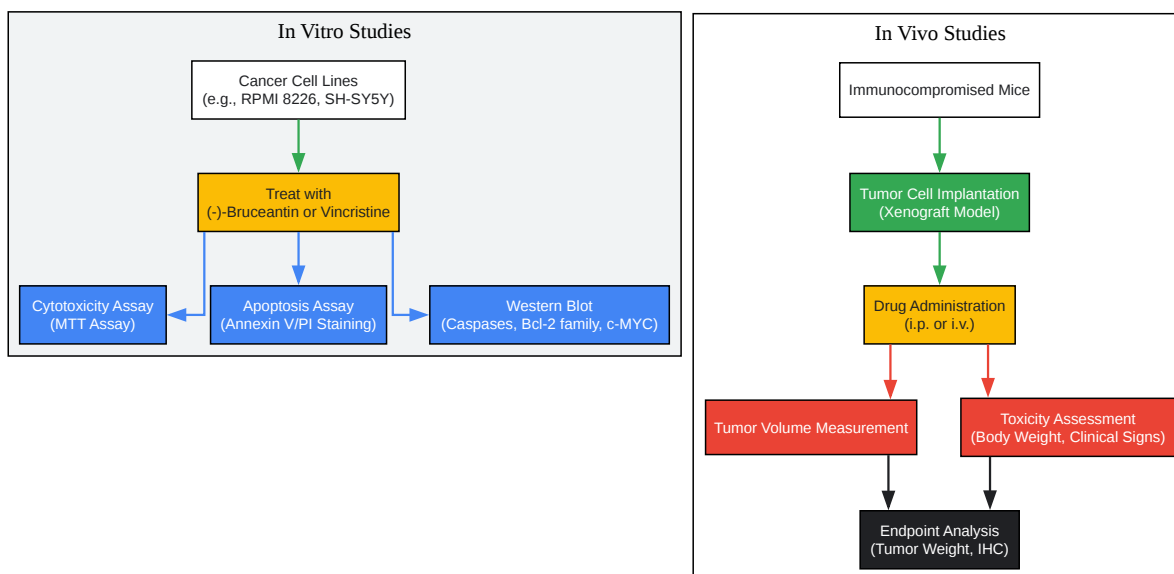 In Vitro Studies
Cancer Cell Lines
(e.g., RPMI 8226, SH-SY5Y)
Treat with
(-)-Bruceantin or Vincristine
Cytotoxicity Assay
(MTT Assay)
Apoptosis Assay
(Annexin V/PI Staining)
Western Blot
(Caspases, Bcl-2 family, c-MYC)
In Vivo Studies
Immunocompromised Mice
Tumor Cell Implantation
(Xenograft Model)
Drug Administration
(i.p. or i.v.)
Tumor Volume Measurement
Toxicity Assessment
(Body Weight, Clinical Signs)
Endpoint Analysis
(Tumor Weight, IHC)